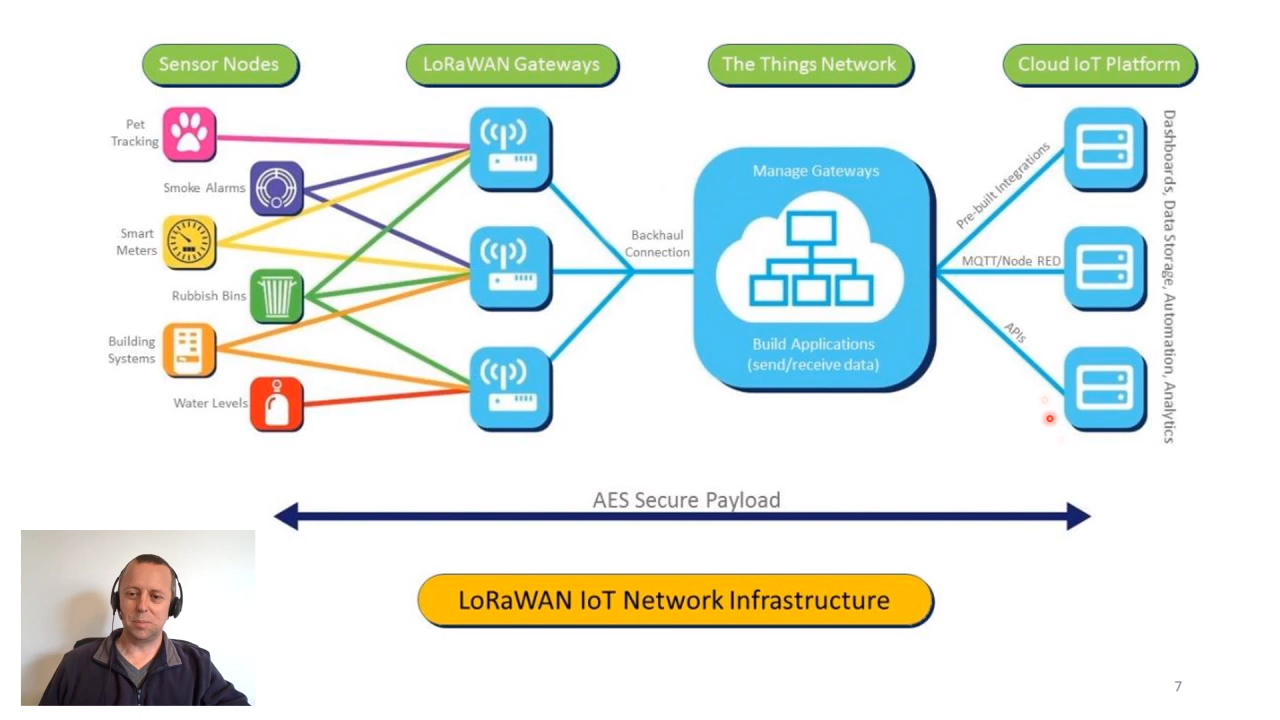 Sensor Nodes
LoRaWAN Gateways
The Things Network
Cloud IoT Platform
Pet
Tracking
Smoke Alarms
Smart
Meters
Rubbish Bins
Building
Systems
Water Levels
Backhaul
Connection
Manage Gateways
Build Applications
(send/receive data)
Pre-built Integrations
MQTT/Node RED
APIs
Dashboards, Data Storage, Automation, Analytics
AES Secure Payload
LoRaWAN IoT Network Infrastructure
7